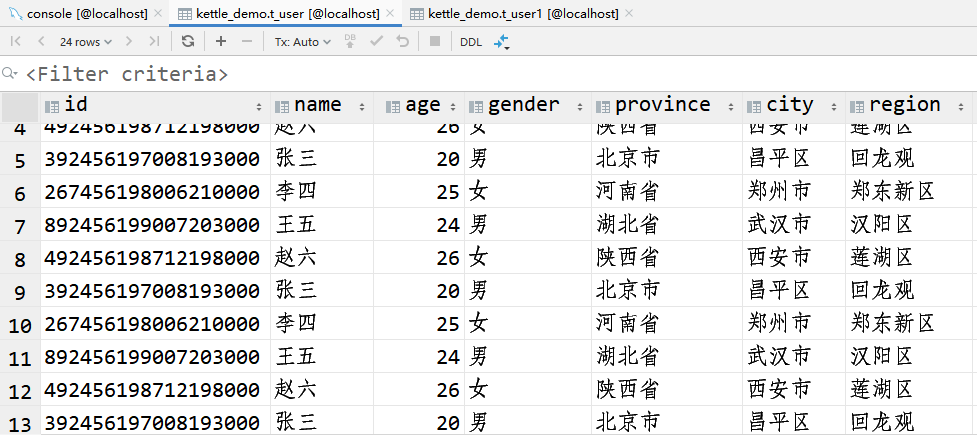 console [@localhost] kettle_demo.t_user [@localhost] kettle_demo.t_user1 [@localhost]
24 rows Tx: Auto DB DDL
<Filter criteria>
id name age gender province city region
4 492456198712198000 赵六 26 女 陕西省 西安市 莲湖区
5 392456197008193000 张三 20 男 北京市 昌平区 回龙观
6 267456198006210000 李四 25 女 河南省 郑州市 郑东新区
7 892456199007203000 王五 24 男 湖北省 武汉市 汉阳区
8 492456198712198000 赵六 26 女 陕西省 西安市 莲湖区
9 392456197008193000 张三 20 男 北京市 昌平区 回龙观
10 267456198006210000 李四 25 女 河南省 郑州市 郑东新区
11 892456199007203000 王五 24 男 湖北省 武汉市 汉阳区
12 492456198712198000 赵六 26 女 陕西省 西安市 莲湖区
13 392456197008193000 张三 20 男 北京市 昌平区 回龙观